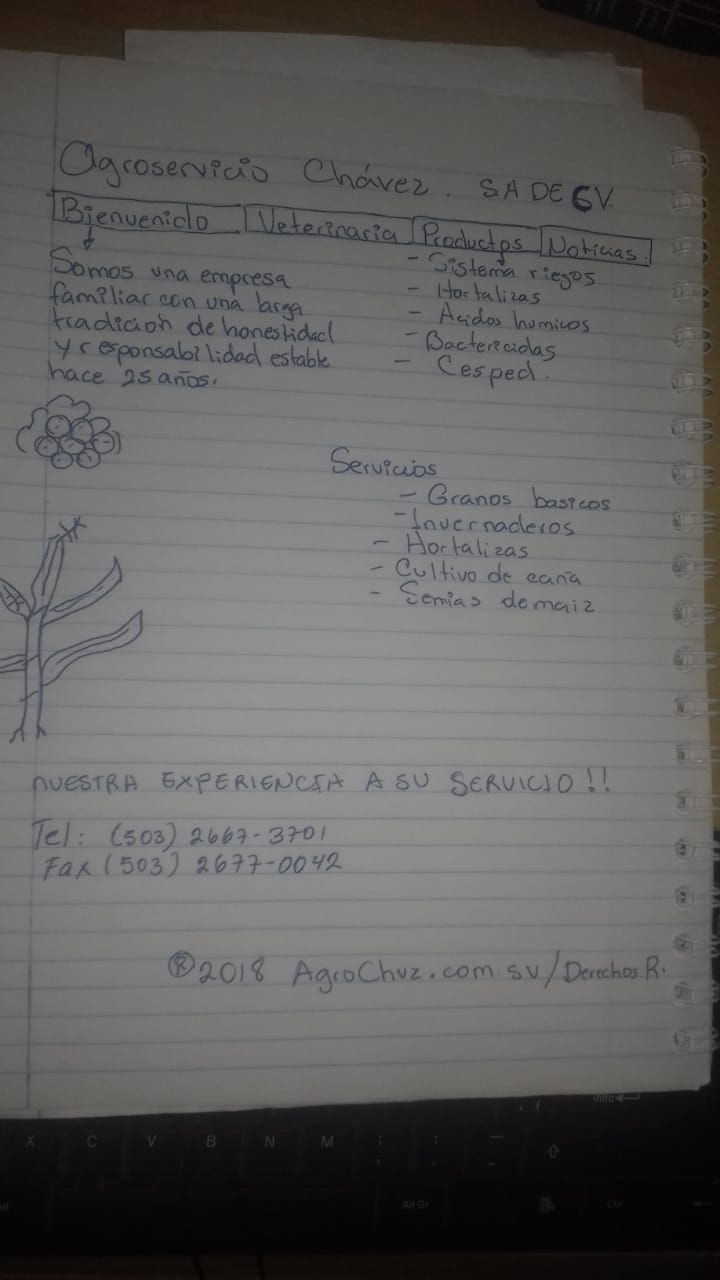 Agroservicio Chávez. SA DE CV.
Bienvenido Veterinaria Productos Noticias.
Somos una empresa
familiar con una larga
tradición de honestidad
y responsabilidad estable
hace 25 años.
- Sistema riegos
- Hortalizas
- Acidos humicos
- Bacterecidas
- Cesped.
Servicios
- Granos basicos
- Invernaderos
- Hortalizas
- Cultivo de caña
- Semias de maiz
NUESTRA EXPERIENCIA A SU SERVICIO!!
Tel: (503) 2667-3701
Fax (503) 2677-0042
®2018 AgroChvz.com.sv/Derechos R.
X C V B N M ; : -
Intro
Alt Gr
Ctrl